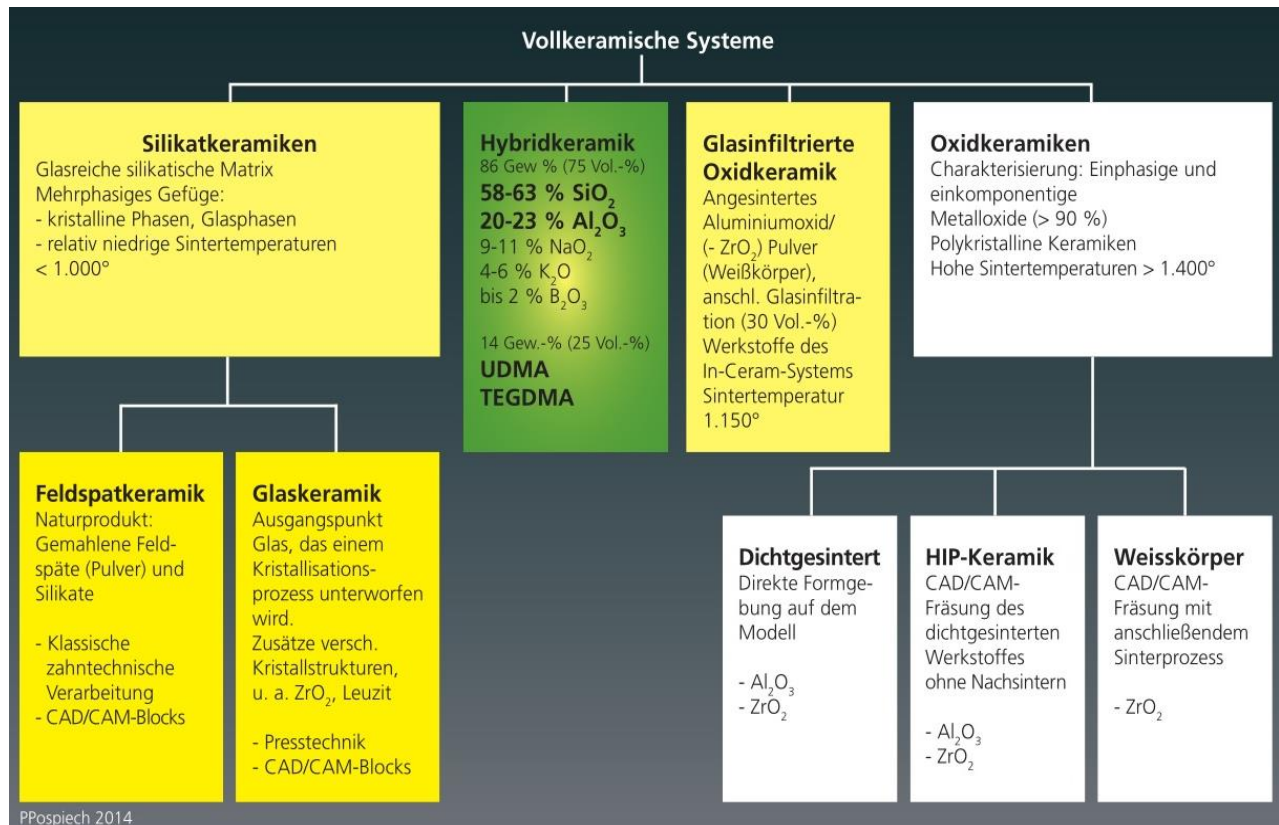 Vollkeramische Systeme
Silikatkeramiken
Glasreiche silikatische Matrix
Mehrphasiges Gefüge:
- kristalline Phasen, Glasphasen
- relativ niedrige Sintertemperaturen
< 1.000°
Hybridkeramik
86 Gew % (75 Vol.-%)
58-63 % SiO₂
20-23 % Al₂O₃
9-11 % NaO₂
4-6 % K₂O
bis 2 % B₂O₃
14 Gew.-% (25 Vol.-%)
UDMA
TEGDMA
Glasinfiltrierte
Oxidkeramik
Angesintertes
Aluminiumoxid/
(- ZrO₂) Pulver
(Weißkörper),
anschl. Glasinfiltra-
tion (30 Vol.-%)
Werkstoffe des
In-Ceram-Systems
Sintertemperatur
1.150°
Oxidkeramiken
Charakterisierung: Einphasige und
einkomponentige
Metalloxide (> 90 %)
Polykristalline Keramiken
Hohe Sintertemperaturen > 1.400°
Feldspatkeramik
Naturprodukt:
Gemahlene Feld-
späte (Pulver) und
Silikate
- Klassische
zahntechnische
Verarbeitung
- CAD/CAM-Blocks
Glaskeramik
Ausgangspunkt
Glas, das einem
Kristallisations-
prozess unterworfen
wird.
Zusätze versch.
Kristallstrukturen,
u. a. ZrO₂, Leuzit
- Presstechnik
- CAD/CAM-Blocks
Dichtgesintert
Direkte Formge-
bung auf dem
Modell
- Al₂O₃
- ZrO₂
HIP-Keramik
CAD/CAM-
Fräsung des
dichtgesinterten
Werkstoffes
ohne Nachsintern
- Al₂O₃
- ZrO₂
Weisskörper
CAD/CAM-
Fräsung mit
anschließendem
Sinterprozess
- ZrO₂
PPospiech 2014